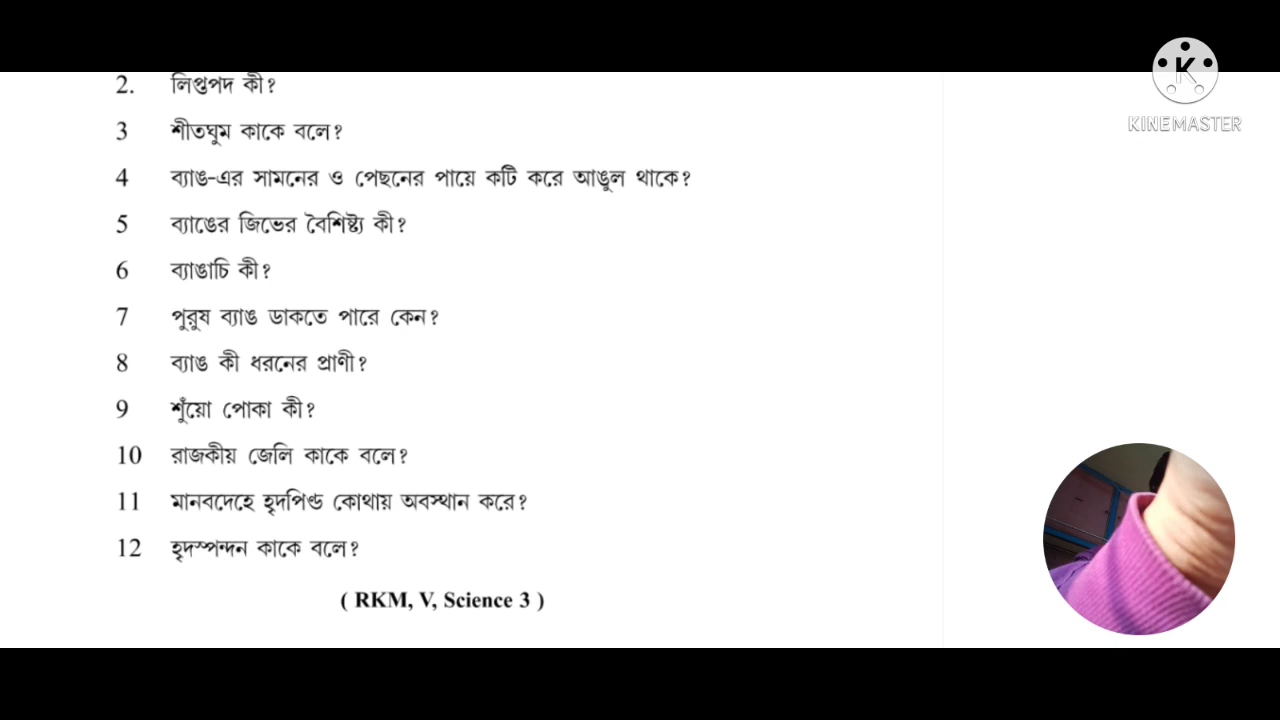 2. লিপ্তপদ কী?
3 শীতঘুম কাকে বলে?
4 ব্যাঙ-এর সামনের ও পেছনের পায়ে কটি করে আঙুল থাকে?
5 ব্যাঙের জিভের বৈশিষ্ট্য কী?
6 ব্যাঙাচি কী?
7 পুরুষ ব্যাঙ ডাকতে পারে কেন?
8 ব্যাঙ কী ধরনের প্রাণী?
9 শুঁয়ো পোকা কী?
10 রাজকীয় জেলি কাকে বলে?
11 মানবদেহে হৃদপিণ্ড কোথায় অবস্থান করে?
12 হৃদস্পন্দন কাকে বলে?
( RKM, V, Science 3 )
K
KINEMASTER